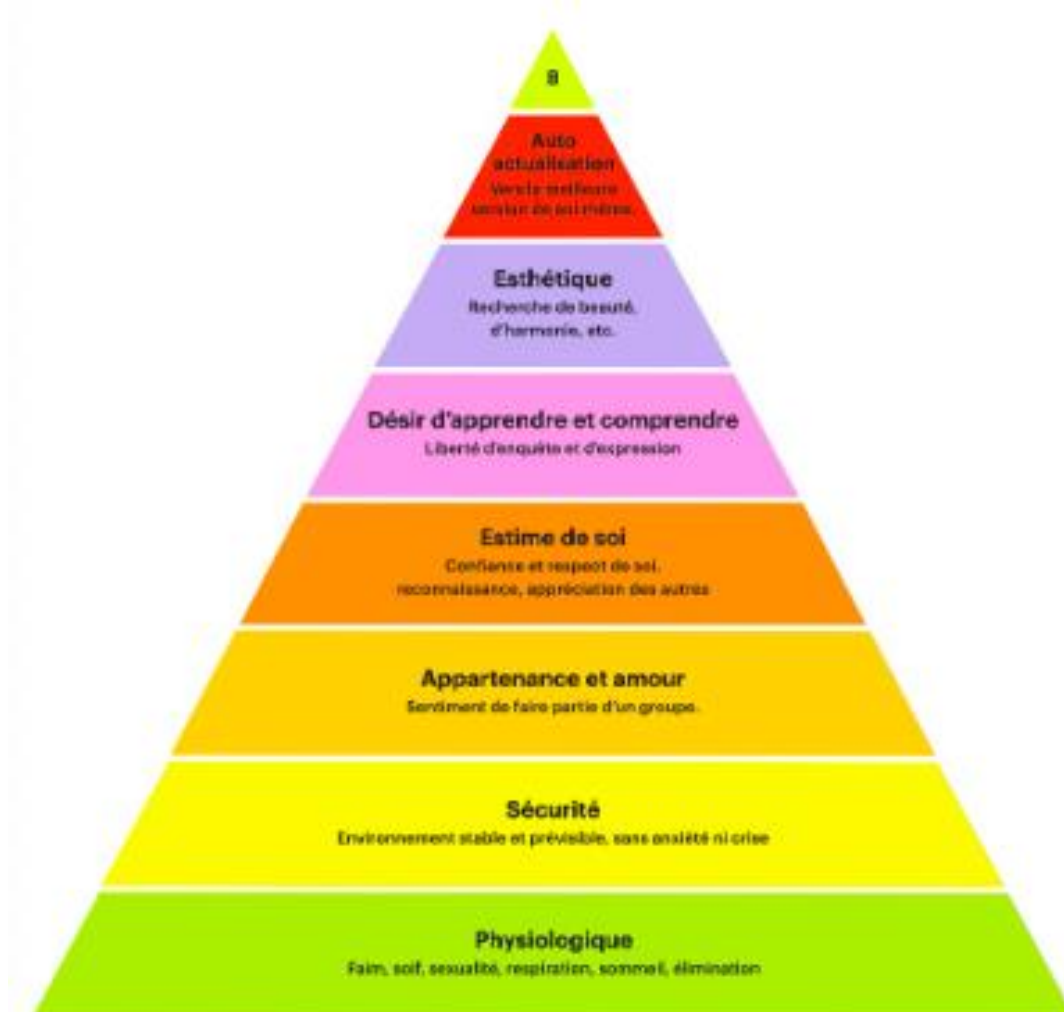 8
Auto
actualisation
Vers la meilleure
version de soi même.
Esthétique
Recherche de beauté,
d'harmonie, etc.
Désir d'apprendre et comprendre
Liberté d'enquête et d'expression
Estime de soi
Confiance et respect de soi,
reconnaissance, appréciation des autres
Appartenance et amour
Sentiment de faire partie d'un groupe.
Sécurité
Environnement stable et prévisible, sans anxiété ni crise
Physiologique
Faim, soif, sexualité, respiration, sommeil, élimination